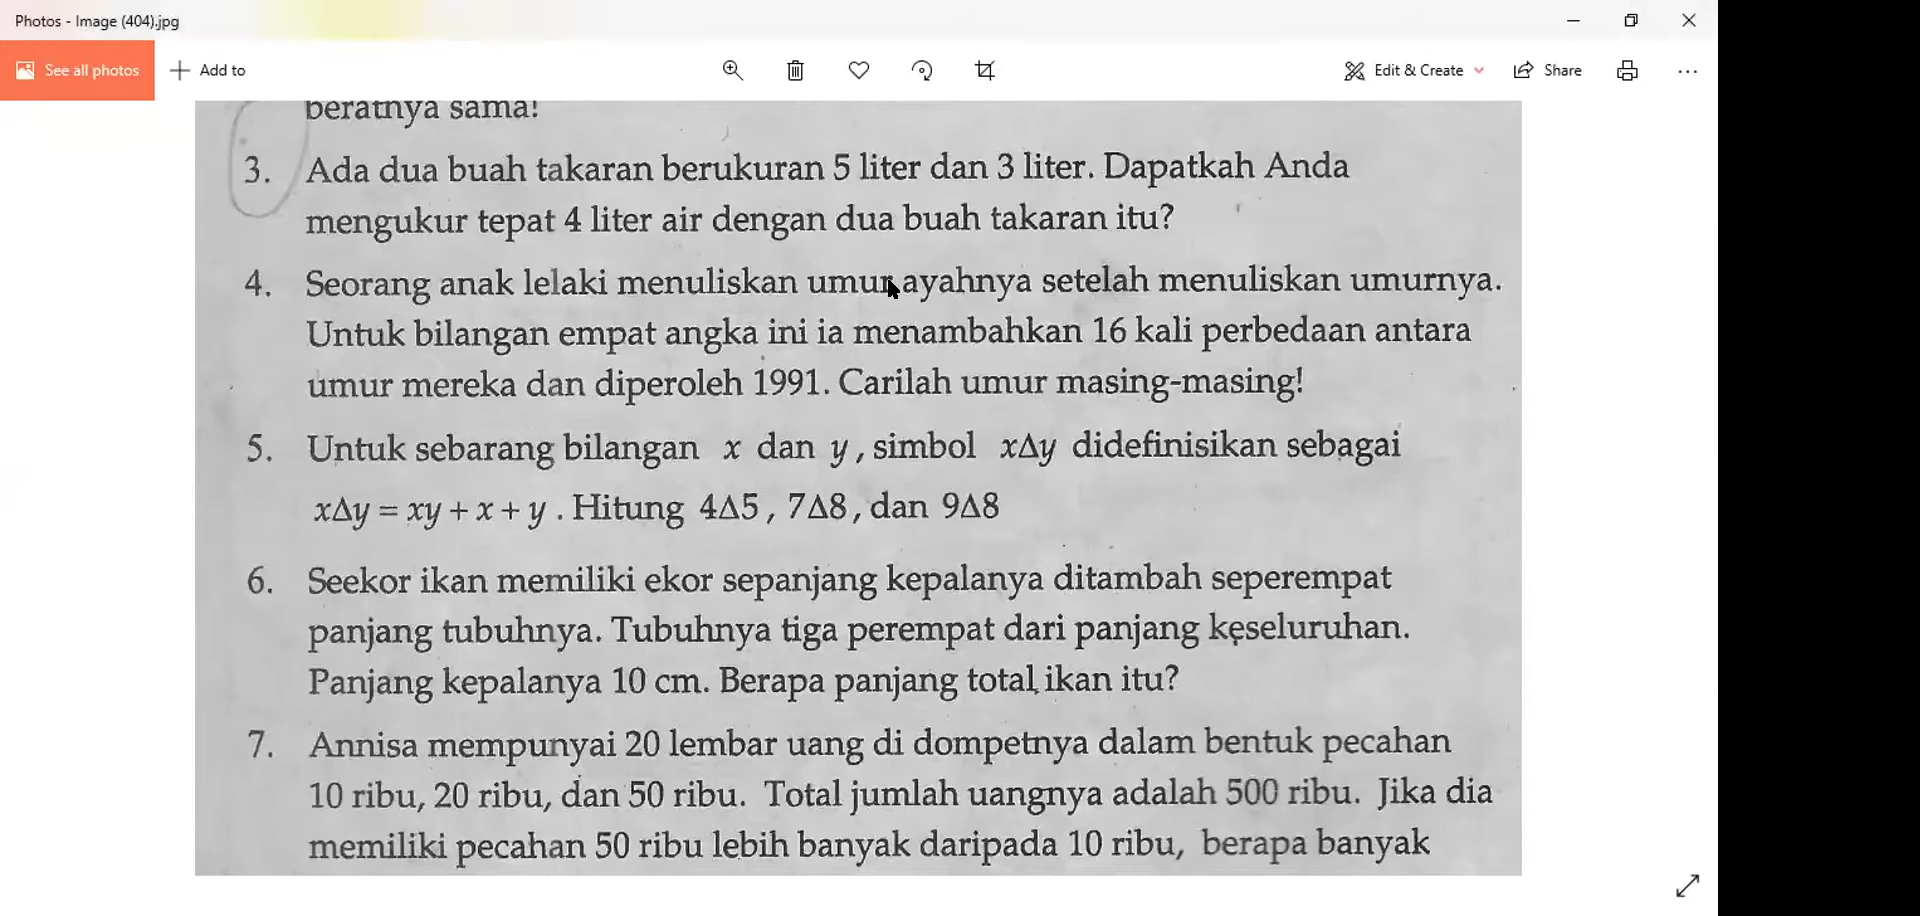 Photos - Image (404).jpg
See all photos
Add to
Edit & Create
Share
beratnya sama!
3. Ada dua buah takaran berukuran 5 liter dan 3 liter. Dapatkah Anda
mengukur tepat 4 liter air dengan dua buah takaran itu?
4. Seorang anak lelaki menuliskan umur ayahnya setelah menuliskan umurnya.
Untuk bilangan empat angka ini ia menambahkan 16 kali perbedaan antara
umur mereka dan diperoleh 1991. Carilah umur masing-masing!
5. Untuk sebarang bilangan x dan y, simbol xΔy didefinisikan sebagai
xΔy = xy + x + y. Hitung 4Δ5, 7Δ8, dan 9Δ8
6. Seekor ikan memiliki ekor sepanjang kepalanya ditambah seperempat
panjang tubuhnya. Tubuhnya tiga perempat dari panjang keseluruhan.
Panjang kepalanya 10 cm. Berapa panjang total ikan itu?
7. Annisa mempunyai 20 lembar uang di dompetnya dalam bentuk pecahan
10 ribu, 20 ribu, dan 50 ribu. Total jumlah uangnya adalah 500 ribu. Jika dia
memiliki pecahan 50 ribu lebih banyak daripada 10 ribu, berapa banyak